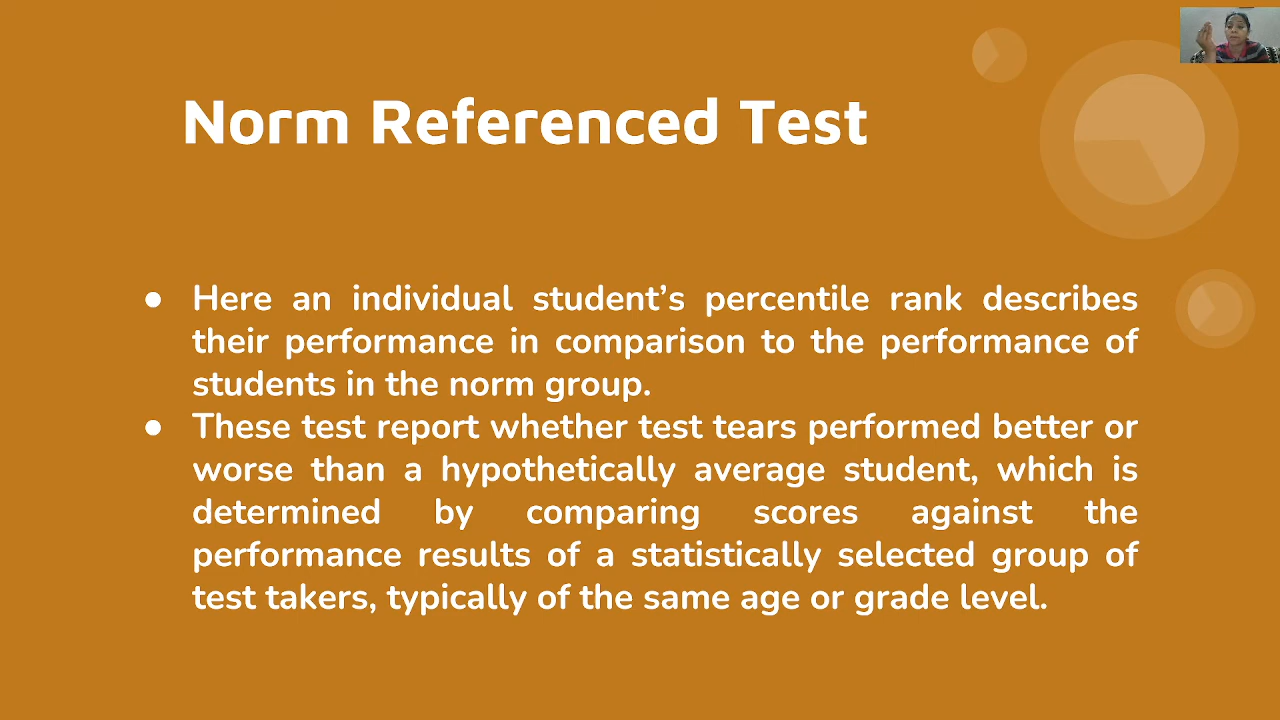 Norm Referenced Test
● Here an individual student’s percentile rank describes
their performance in comparison to the performance of
students in the norm group.
● These test report whether test tears performed better or
worse than a hypothetically average student, which is
determined by comparing scores against the
performance results of a statistically selected group of
test takers, typically of the same age or grade level.